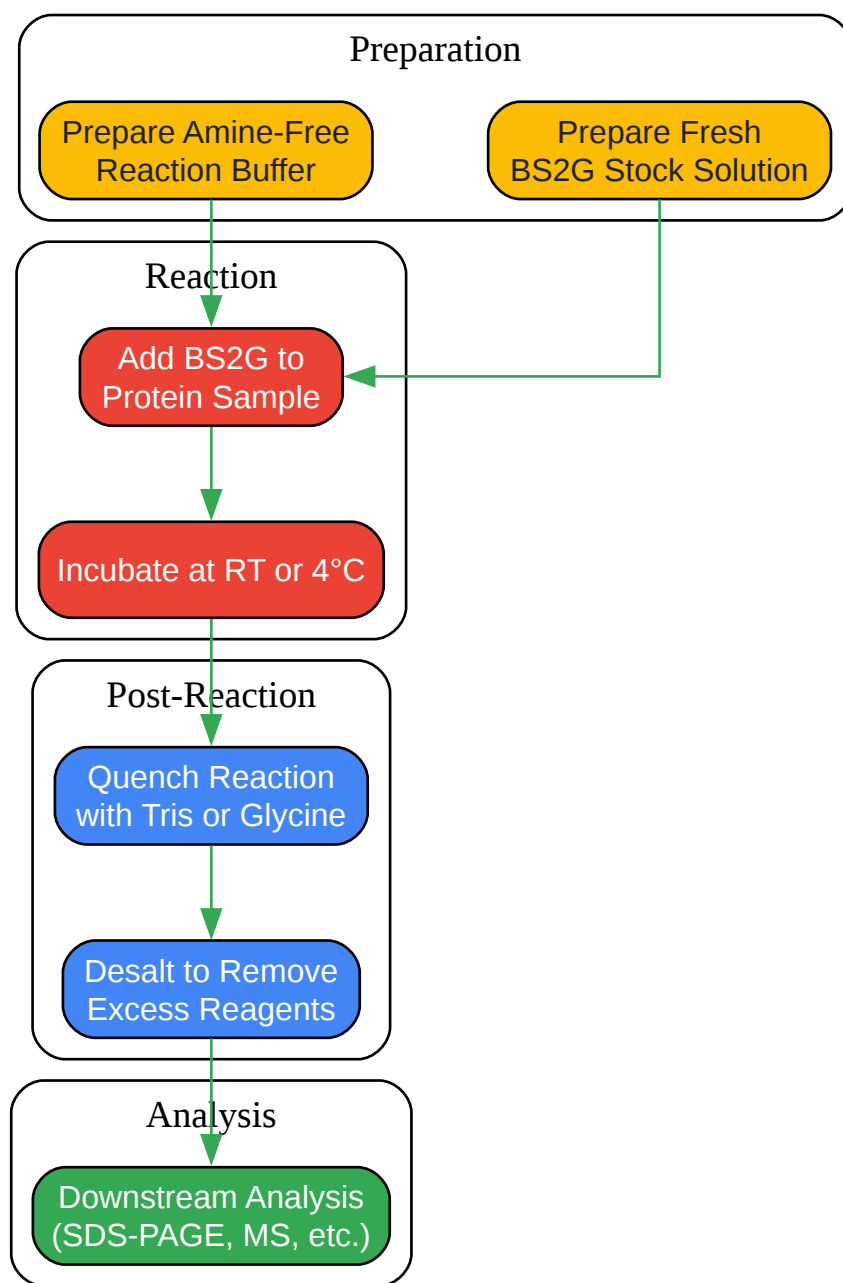 Preparation
Prepare Amine-Free
Reaction Buffer
Prepare Fresh
BS2G Stock Solution
Reaction
Add BS2G to
Protein Sample
Incubate at RT or 4°C
Post-Reaction
Quench Reaction
with Tris or Glycine
Desalt to Remove
Excess Reagents
Analysis
Downstream Analysis
(SDS-PAGE, MS, etc.)